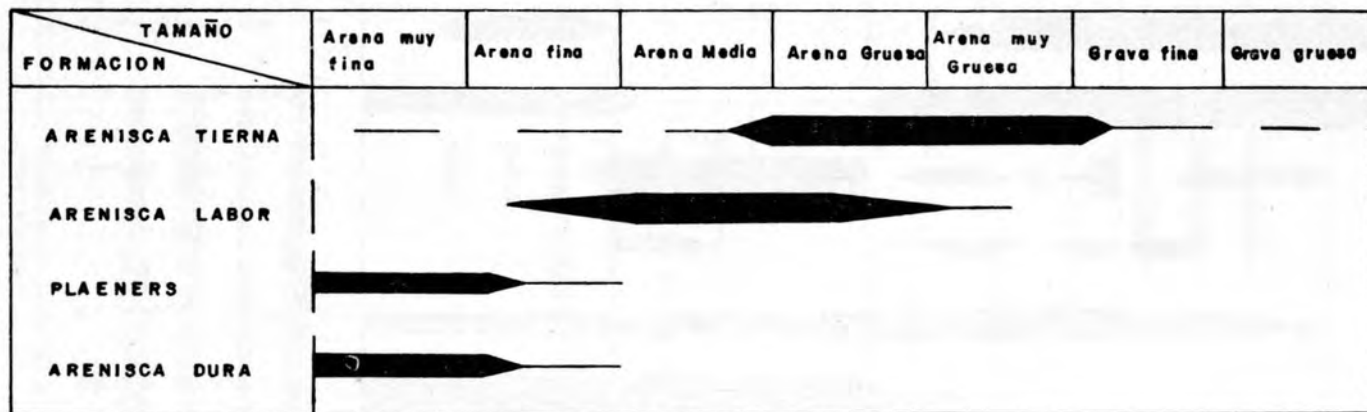 TAMAÑO
FORMACION
Arena muy
fina
Arena fina
Arena Media
Arena Gruesa
Arena muy
Gruesa
Grava fina
Grava gruesa
ARENISCA TIERNA
ARENISCA LABOR
PLAENERS
ARENISCA DURA